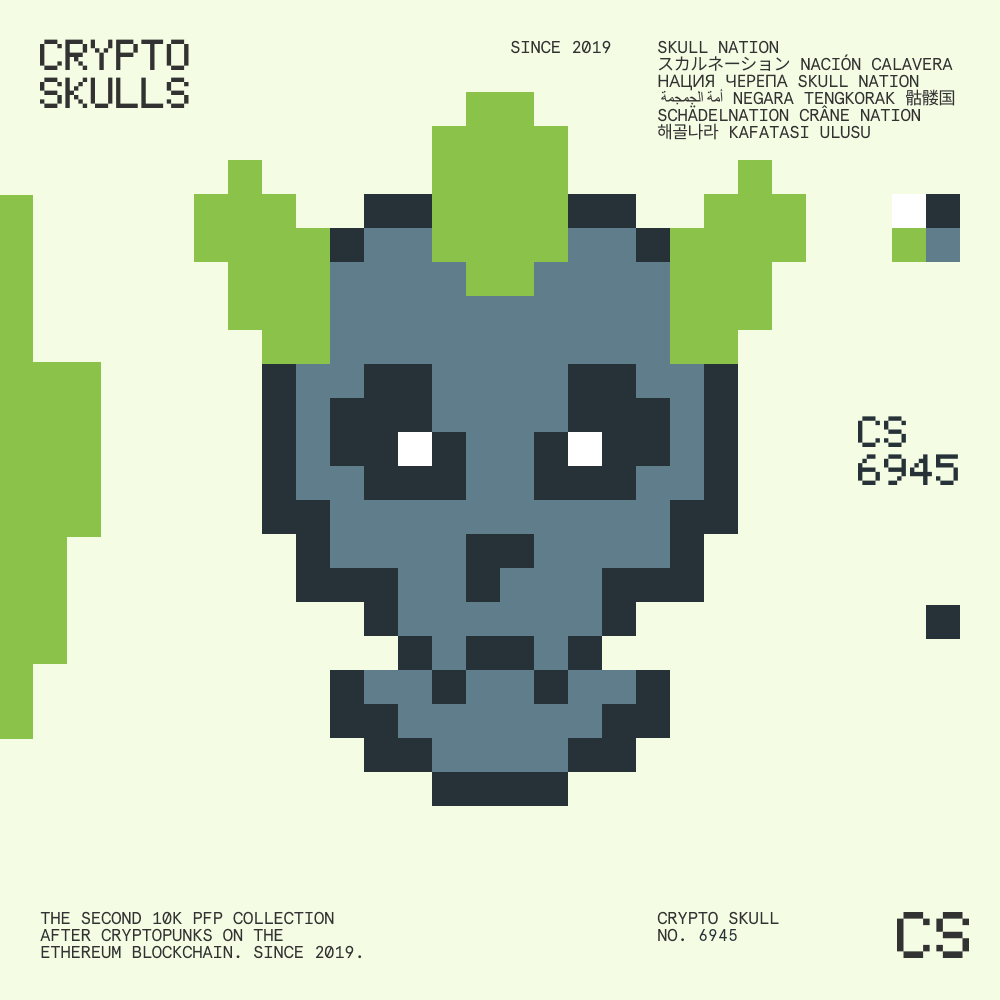 CRYPTO
SKULLS
SINCE 2019
SKULL NATION
スカルネーション NACIÓN CALAVERA
НАЦИЯ ЧЕРЕПА SKULL NATION
أمة الجمجمة NEGARA TENGKORAK 骷髅国
SCHÄDELNATION CRÂNE NATION
해골나라 KAFATASI ULUSU
CS
6945
THE SECOND 10K PFP COLLECTION
AFTER CRYPTOPUNKS ON THE
ETHEREUM BLOCKCHAIN. SINCE 2019.
CRYPTO SKULL
NO. 6945
CS